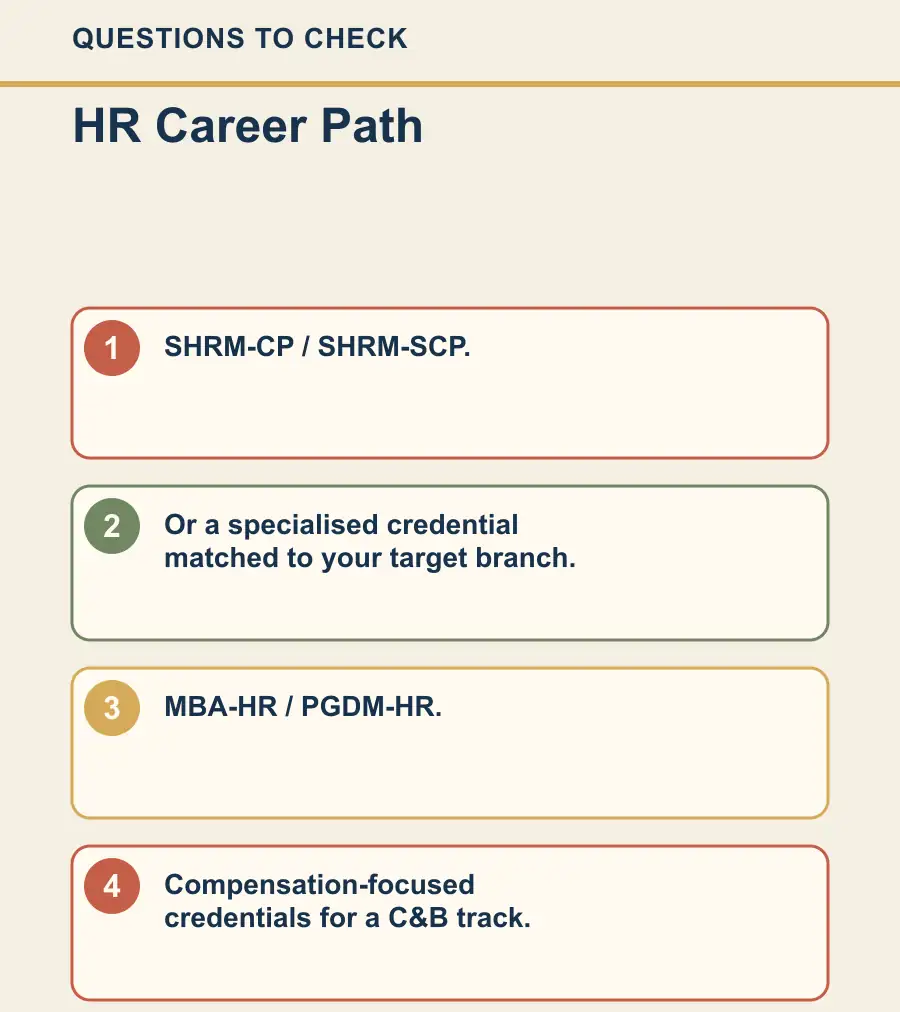 QUESTIONS TO CHECK
HR Career Path
1
SHRM-CP / SHRM-SCP.
2
Or a specialised credential
matched to your target branch.
3
MBA-HR / PGDM-HR.
4
Compensation-focused
credentials for a C&B track.